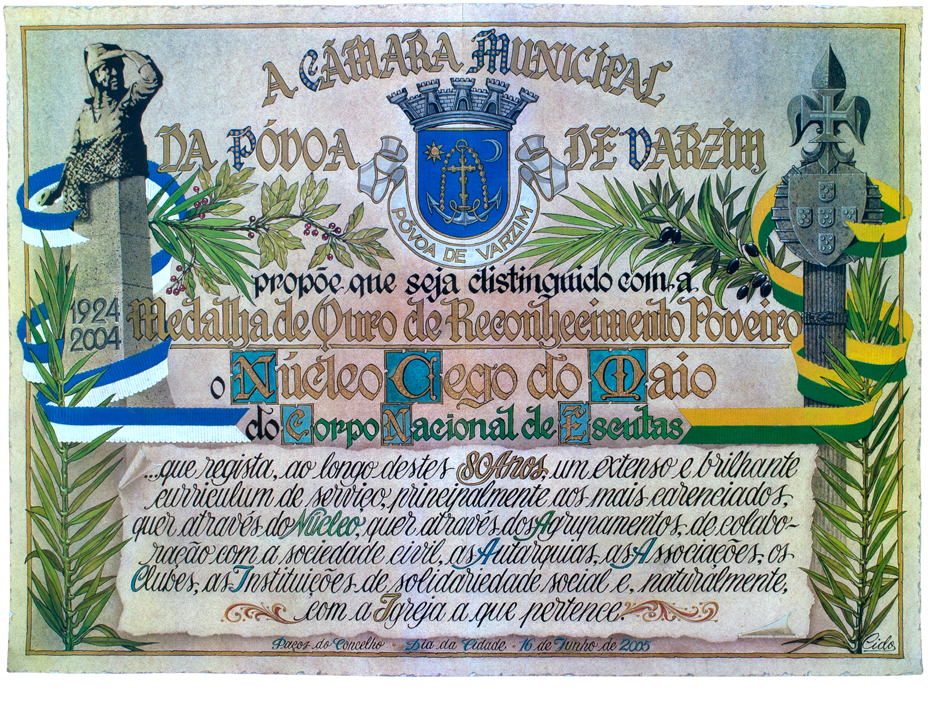 A CÂMARA MUNICIPAL
DA PÓVOA DE VARZIM
PÓVOA DE VARZIM
propõe que seja distinguido com a
1924
2004
Medalha de Ouro de Reconhecimento Poveiro
o Núcleo Cego do Maio
do Corpo Nacional de Escutas
...que regista, ao longo destes 80 Anos, um extenso e brilhante
curriculum de serviço, principalmente aos mais carenciados,
quer através do Núcleo, quer através dos Agrupamentos, de colabo-
ração com a sociedade civil, as Autarquias, as Associações, os
Clubes, as Instituições de solidariedade social e, naturalmente,
com a Igreja a que pertence.
Paços do Concelho - Dia da Cidade - 16 de Junho de 2005
Cido